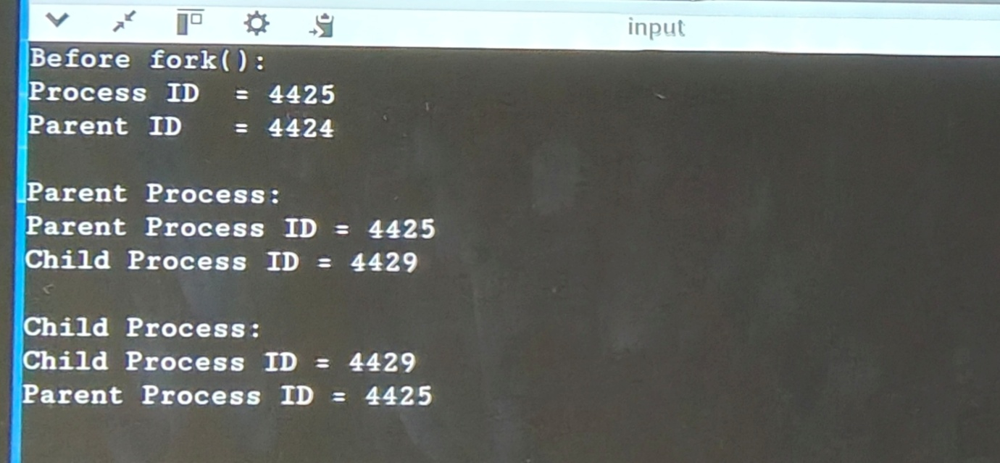 input
Before fork():
Process ID  = 4425
Parent ID   = 4424
Parent Process:
Parent Process ID = 4425
Child Process ID = 4429
Child Process:
Child Process ID = 4429
Parent Process ID = 4425